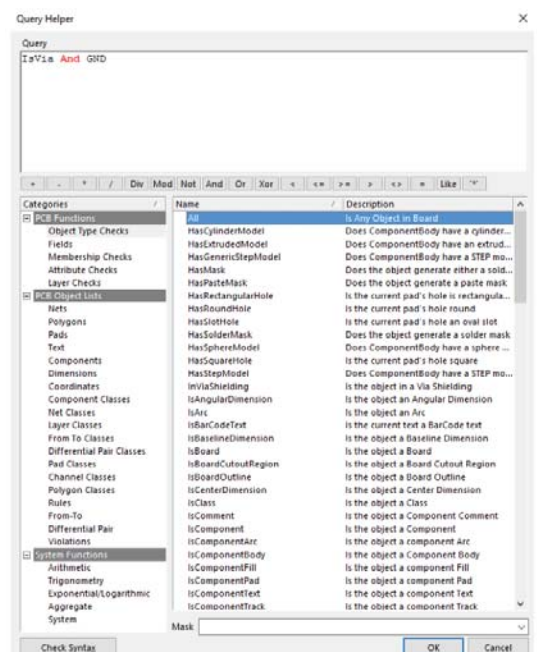 Query Helper
Query
IsVia And GND
+ - * / Div Mod Not And Or Xor < <= >= > <> = Like '*'
Categories / Name / Description
PCB Functions All Is Any Object in Board
Object Type Checks HasCylinderModel Does ComponentBody have a cylinder...
Fields HasExtrudedModel Does ComponentBody have an extrud...
Membership Checks HasGenericStepModel Does ComponentBody have a STEP mo...
Attribute Checks HasMask Does the object generate either a sold...
Layer Checks HasPasteMask Does the object generate a paste mask
PCB Object Lists HasRectangularHole Is the current pad's hole is rectangula...
Nets HasRoundHole Is the current pad's hole round
Polygons HasSlotHole Is the current pad's hole an oval slot
Pads HasSolderMask Does the object generate a solder mask
Text HasSphereModel Does ComponentBody have a sphere ...
Components HasSquareHole Is the current pad's hole square
Dimensions HasStepModel Does ComponentBody have a STEP mo...
Coordinates InViaShielding Is the object in a Via Shielding
Component Classes IsAngularDimension Is the object an Angular Dimension
Net Classes IsArc Is the object an Arc
Layer Classes IsBarCodeText Is the current text a BarCode text
From To Classes IsBaselineDimension Is the object a Baseline Dimension
Differential Pair Classes IsBoard Is the object a Board
Pad Classes IsBoardCutoutRegion Is the object a Board Cutout Region
Channel Classes IsBoardOutline Is the object a Board Outline
Polygon Classes IsCenterDimension Is the object a Center Dimension
Rules IsClass Is the object a Class
From-To IsComment Is the object a Component Comment
Differential Pair IsComponent Is the object a Component
Violations IsComponentArc Is the object a component Arc
System Functions IsComponentBody Is the object a Component Body
Arithmetic IsComponentFill Is the object a component Fill
Trigonometry IsComponentPad Is the object a component Pad
Exponential/Logarithmic IsComponentText Is the object a component Text
Aggregate IsComponentTrack Is the object a component Track
System
Mask
Check Syntax OK Cancel